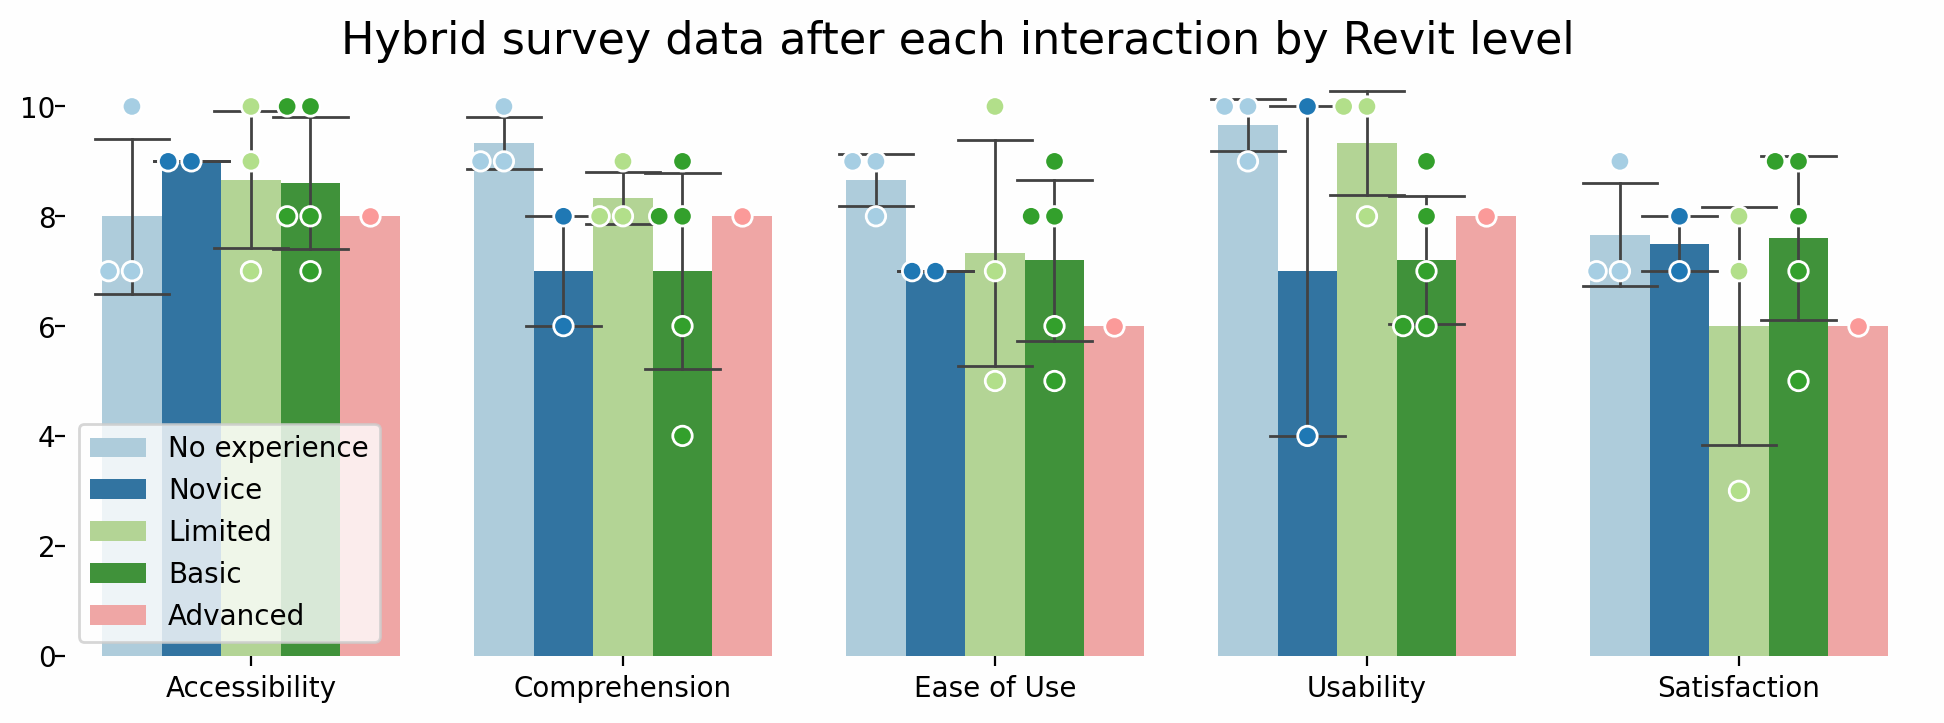 Hybrid survey data after each interaction by Revit level
10
8
6
4
2
0
No experience
Novice
Limited
Basic
Advanced
Accessibility Comprehension Ease of Use Usability Satisfaction